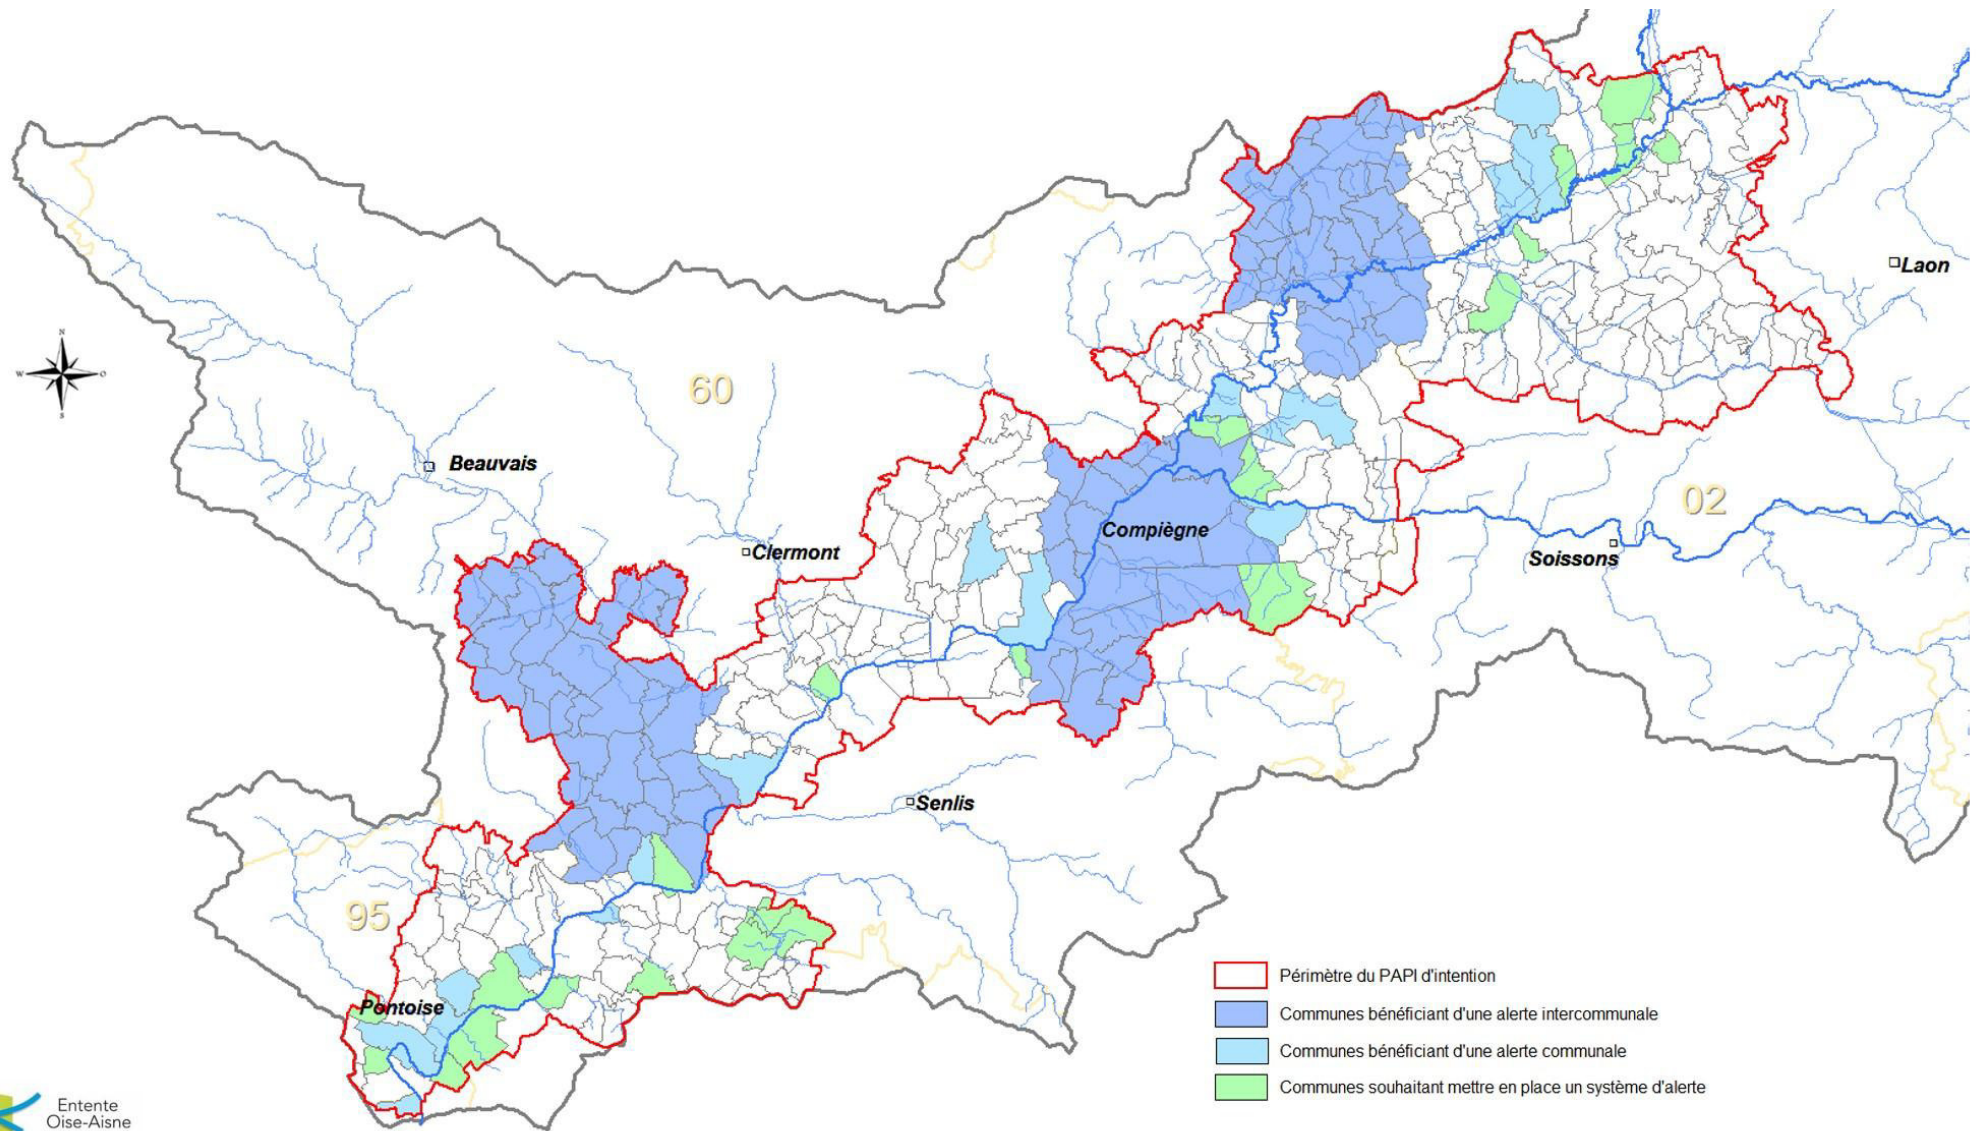 N
W
O
S
60
Laon
Beauvais
02
Clermont
Compiègne
Soissons
Senlis
95
Pontoise
Périmètre du PAPI d'intention
Communes bénéficiant d'une alerte intercommunale
Communes bénéficiant d'une alerte communale
Communes souhaitant mettre en place un système d'alerte
Entente
Oise-Aisne